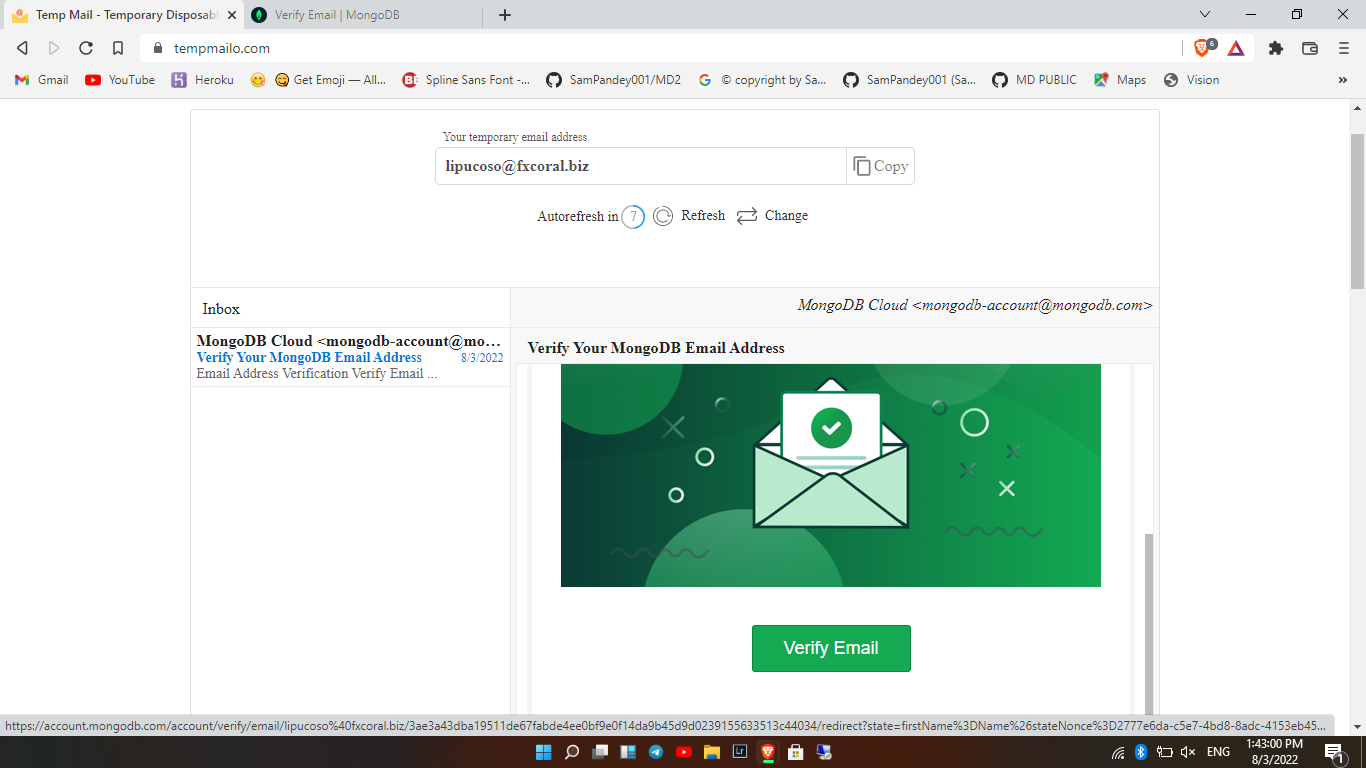 Temp Mail - Temporary Disposabl
Verify Email | MongoDB
tempmailo.com
6
Gmail
YouTube
Heroku
Get Emoji — All...
Spline Sans Font -...
SamPandey001/MD2
© copyright by Sa...
SamPandey001 (Sa...
MD PUBLIC
Maps
Vision
»
Your temporary email address
lipucoso@fxcoral.biz
Copy
Autorefresh in 7 Refresh Change
Inbox
MongoDB Cloud <mongodb-account@mongodb.com>
MongoDB Cloud <mongodb-account@mo...
Verify Your MongoDB Email Address 8/3/2022
Email Address Verification Verify Email ...
Verify Your MongoDB Email Address
Verify Email
https://account.mongodb.com/account/verify/email/lipucoso%40fxcoral.biz/3ae3a43dba19511de67fabde4ee0bf9e0f14da9b45d9d0239155633513c44034/redirect?state=firstName%3DName%26stateNonce%3D2777e6da-c5e7-4bd8-8adc-4153eb45...
Lr
ENG
1:43:00 PM
8/3/2022
1